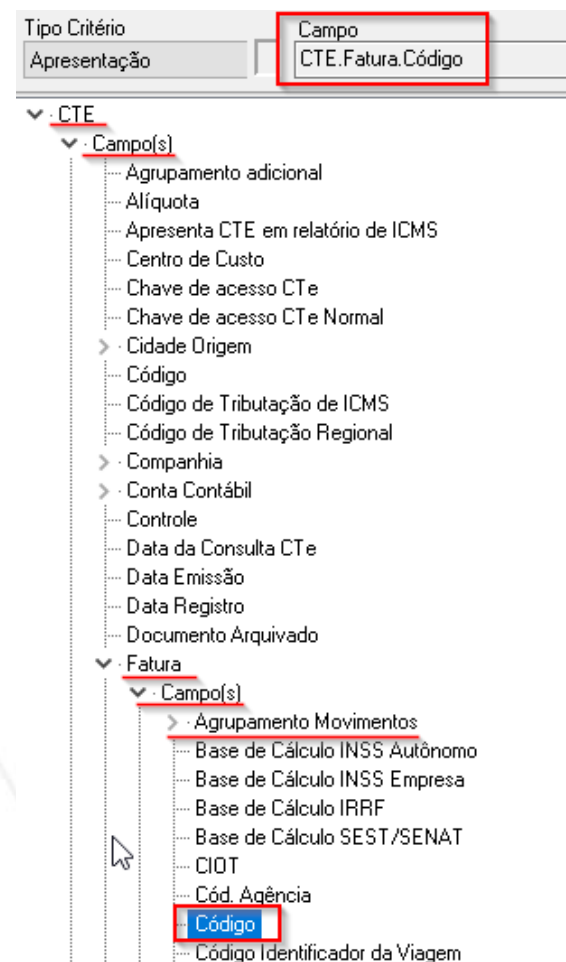 Tipo Critério Campo
Apresentação CTE.Fatura.Código
CTE
Campo(s)
Agrupamento adicional
Alíquota
Apresenta CTE em relatório de ICMS
Centro de Custo
Chave de acesso CTe
Chave de acesso CTe Normal
Cidade Origem
Código
Código de Tributação de ICMS
Código de Tributação Regional
Companhia
Conta Contábil
Controle
Data da Consulta CTe
Data Emissão
Data Registro
Documento Arquivado
Fatura
Campo(s)
Agrupamento Movimentos
Base de Cálculo INSS Autônomo
Base de Cálculo INSS Empresa
Base de Cálculo IRRF
Base de Cálculo SEST/SENAT
CIOT
Cód. Agência
Código
Código Identificador da Viagem